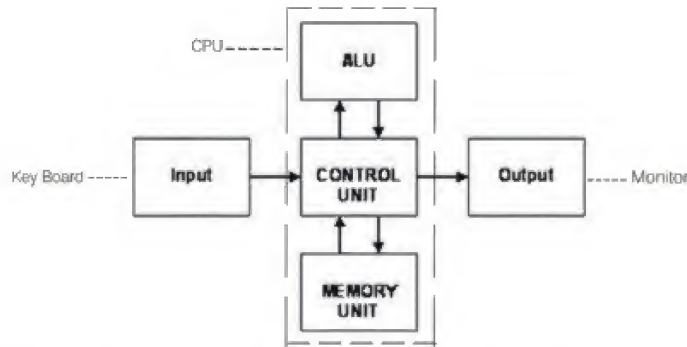 CPU
ALU
Key Board
Input
CONTROL
UNIT
Output
Monitor
MEMORY
UNIT